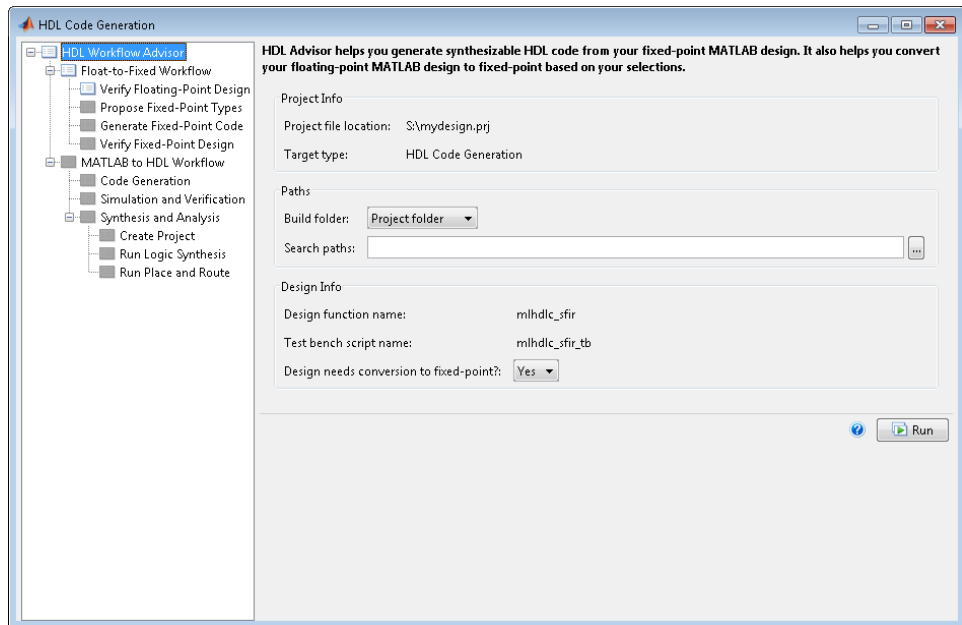 HDL Code Generation
HDL Workflow Advisor
Float-to-Fixed Workflow
Verify Floating-Point Design
Propose Fixed-Point Types
Generate Fixed-Point Code
Verify Fixed-Point Design
MATLAB to HDL Workflow
Code Generation
Simulation and Verification
Synthesis and Analysis
Create Project
Run Logic Synthesis
Run Place and Route
HDL Advisor helps you generate synthesizable HDL code from your fixed-point MATLAB design. It also helps you convert
your floating-point MATLAB design to fixed-point based on your selections.
Project Info
Project file location: S:\mydesign.prj
Target type: HDL Code Generation
Paths
Build folder: Project folder
Search paths: ...
Design Info
Design function name: mlhdlc_sfir
Test bench script name: mlhdlc_sfir_tb
Design needs conversion to fixed-point?: Yes
? Run